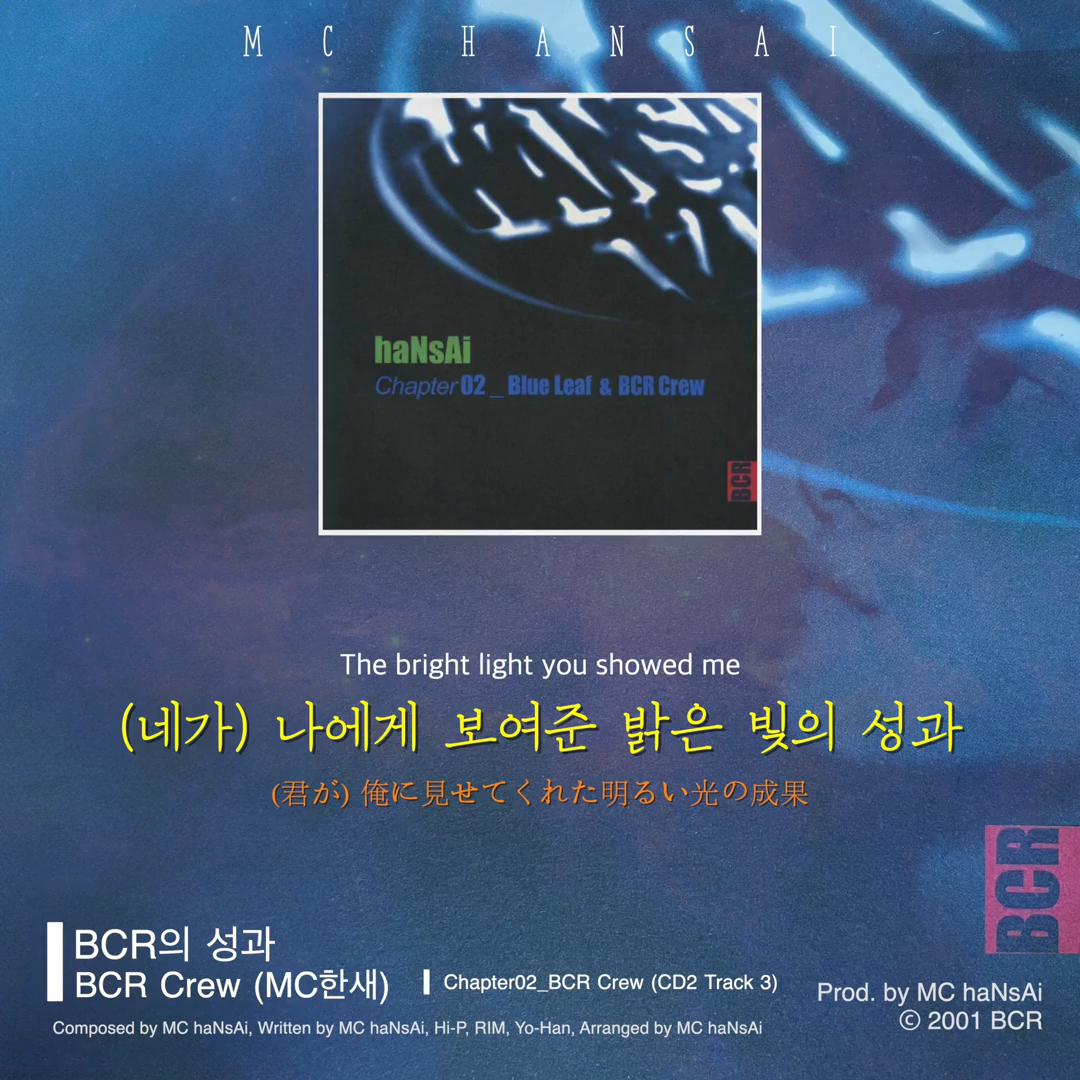 MC HANSAI
haNsAi
Chapter 02 _ Blue Leaf & BCR Crew
BCR
The bright light you showed me
(네가) 나에게 보여준 밝은 빛의 성과
(君が) 俺に見せてくれた明るい光の成果
BCR
BCR의 성과
BCR Crew (MC한새)
Chapter02_BCR Crew (CD2 Track 3)
Prod. by MC haNsAi
© 2001 BCR
Composed by MC haNsAi, Written by MC haNsAi, Hi-P, RIM, Yo-Han, Arranged by MC haNsAi